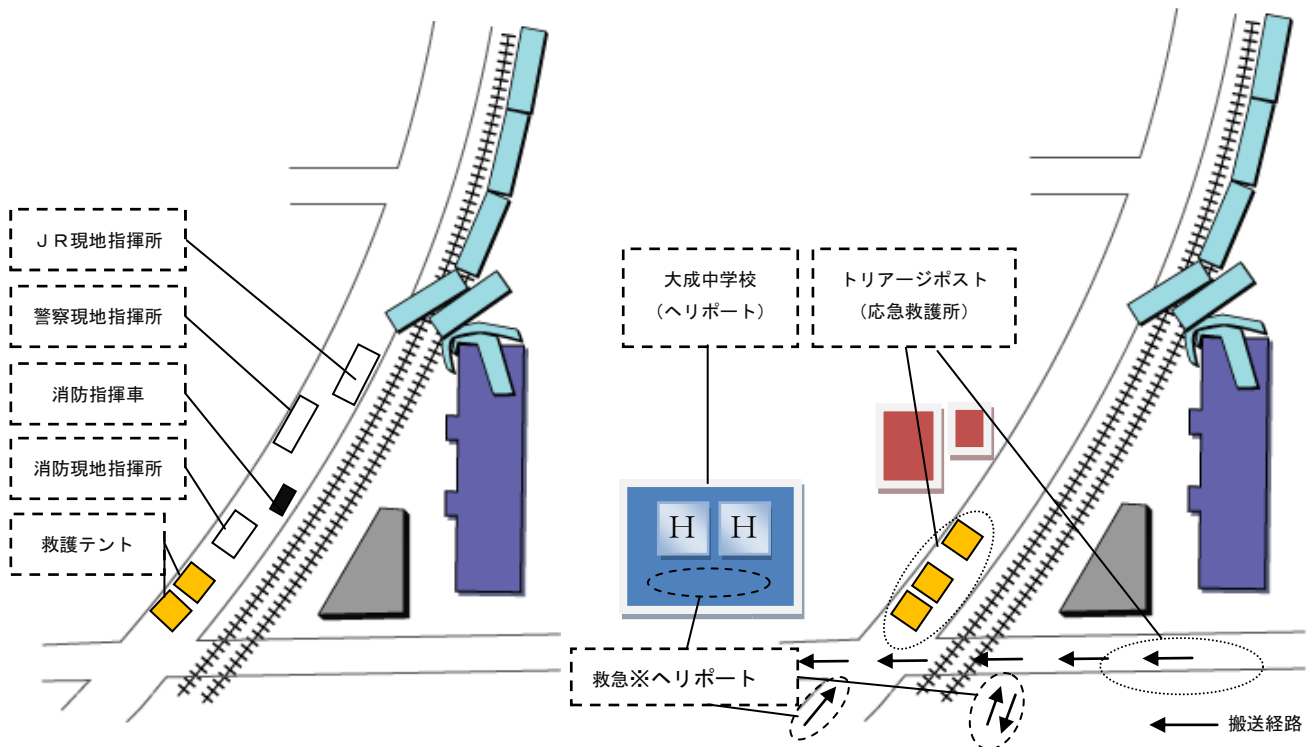 ＪＲ現地指揮所
警察現地指揮所
消防指揮車
消防現地指揮所
救護テント
大成中学校
（ヘリポート）
トリアージポスト
（応急救護所）
H H
救急※ヘリポート
搬送経路